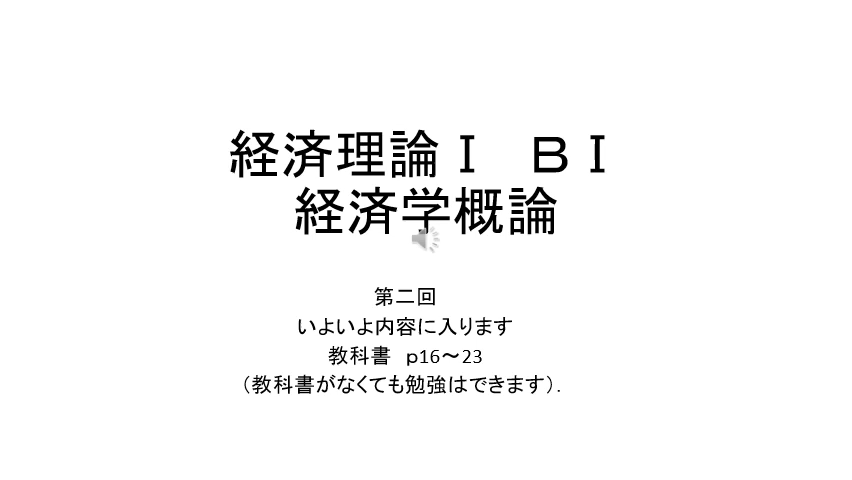 経済理論Ⅰ　ＢⅠ
経済学概論
第二回
いよいよ内容に入ります
教科書　ｐ16～23
（教科書がなくても勉強はできます）．